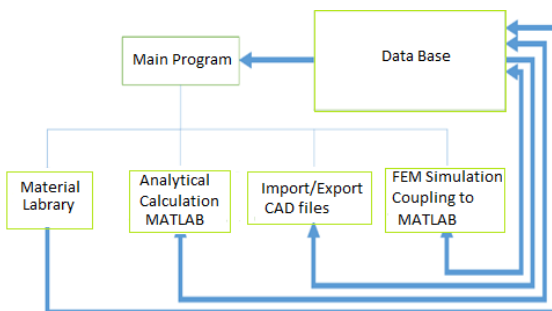 Main Program
Data Base
Material
Labrary
Analytical
Calculation
MATLAB
Import/Export
CAD files
FEM Simulation
Coupling to
MATLAB